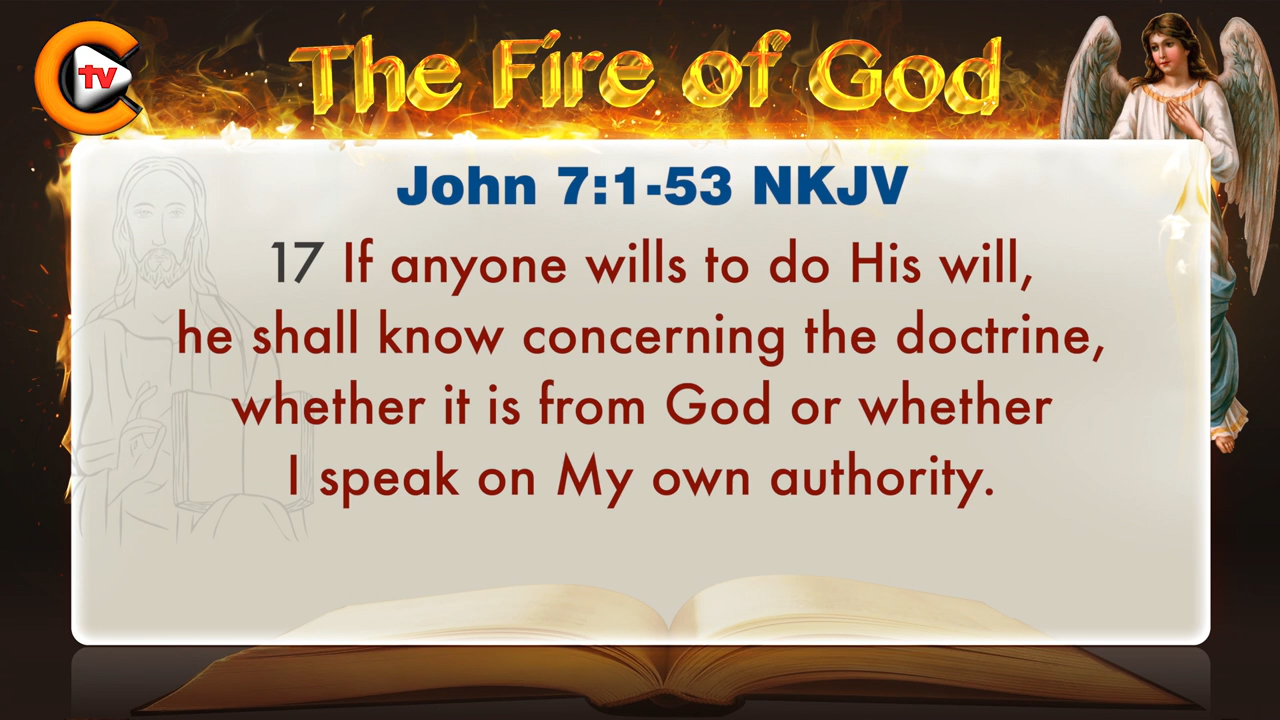 tv
The Fire of God
John 7:1-53 NKJV
17 If anyone wills to do His will,
he shall know concerning the doctrine,
whether it is from God or whether
I speak on My own authority.